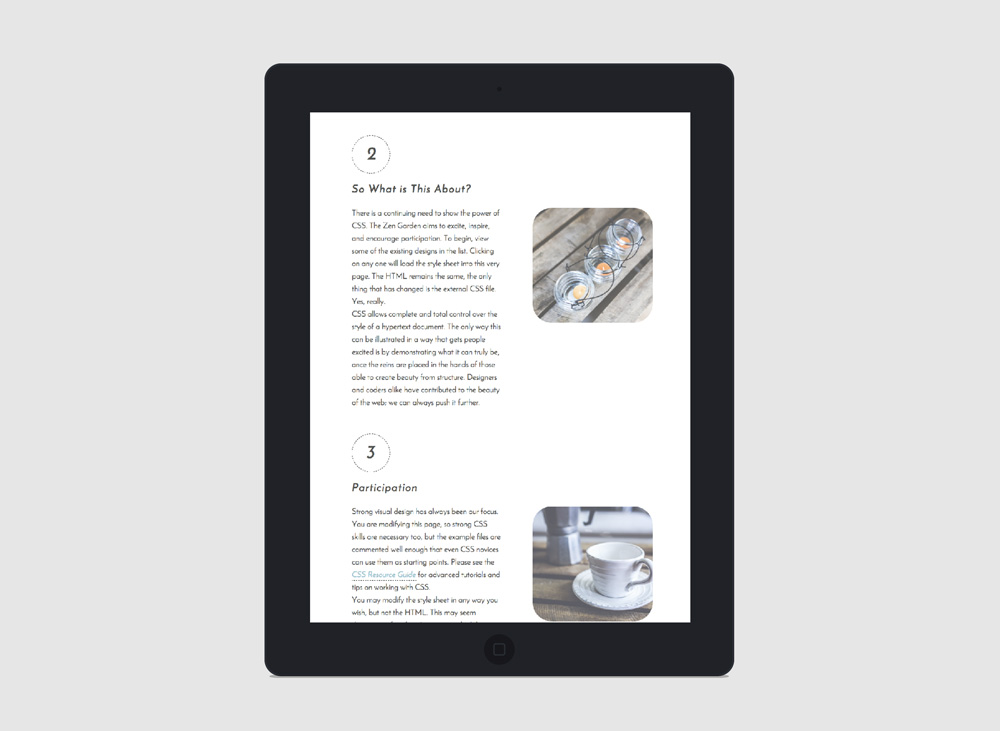 2
So What is This About?
There is a continuing need to show the power of
CSS. The Zen Garden aims to excite, inspire,
and encourage participation. To begin, view
some of the existing designs in the list. Clicking
on any one will load the style sheet into this very
page. The HTML remains the same, the only
thing that has changed is the external CSS file.
Yes, really.
CSS allows complete and total control over the
style of a hypertext document. The only way this
can be illustrated in a way that gets people
excited is by demonstrating what it can truly be,
once the reins are placed in the hands of those
able to create beauty from structure. Designers
and coders alike have contributed to the beauty
of the web; we can always push it further.
3
Participation
Strong visual design has always been our focus.
You are modifying this page, so strong CSS
skills are necessary too, but the example files are
commented well enough that even CSS novices
can use them as starting points. Please see the
CSS Resource Guide for advanced tutorials and
tips on working with CSS.
You may modify the style sheet in any way you
wish, but not the HTML. This may seem